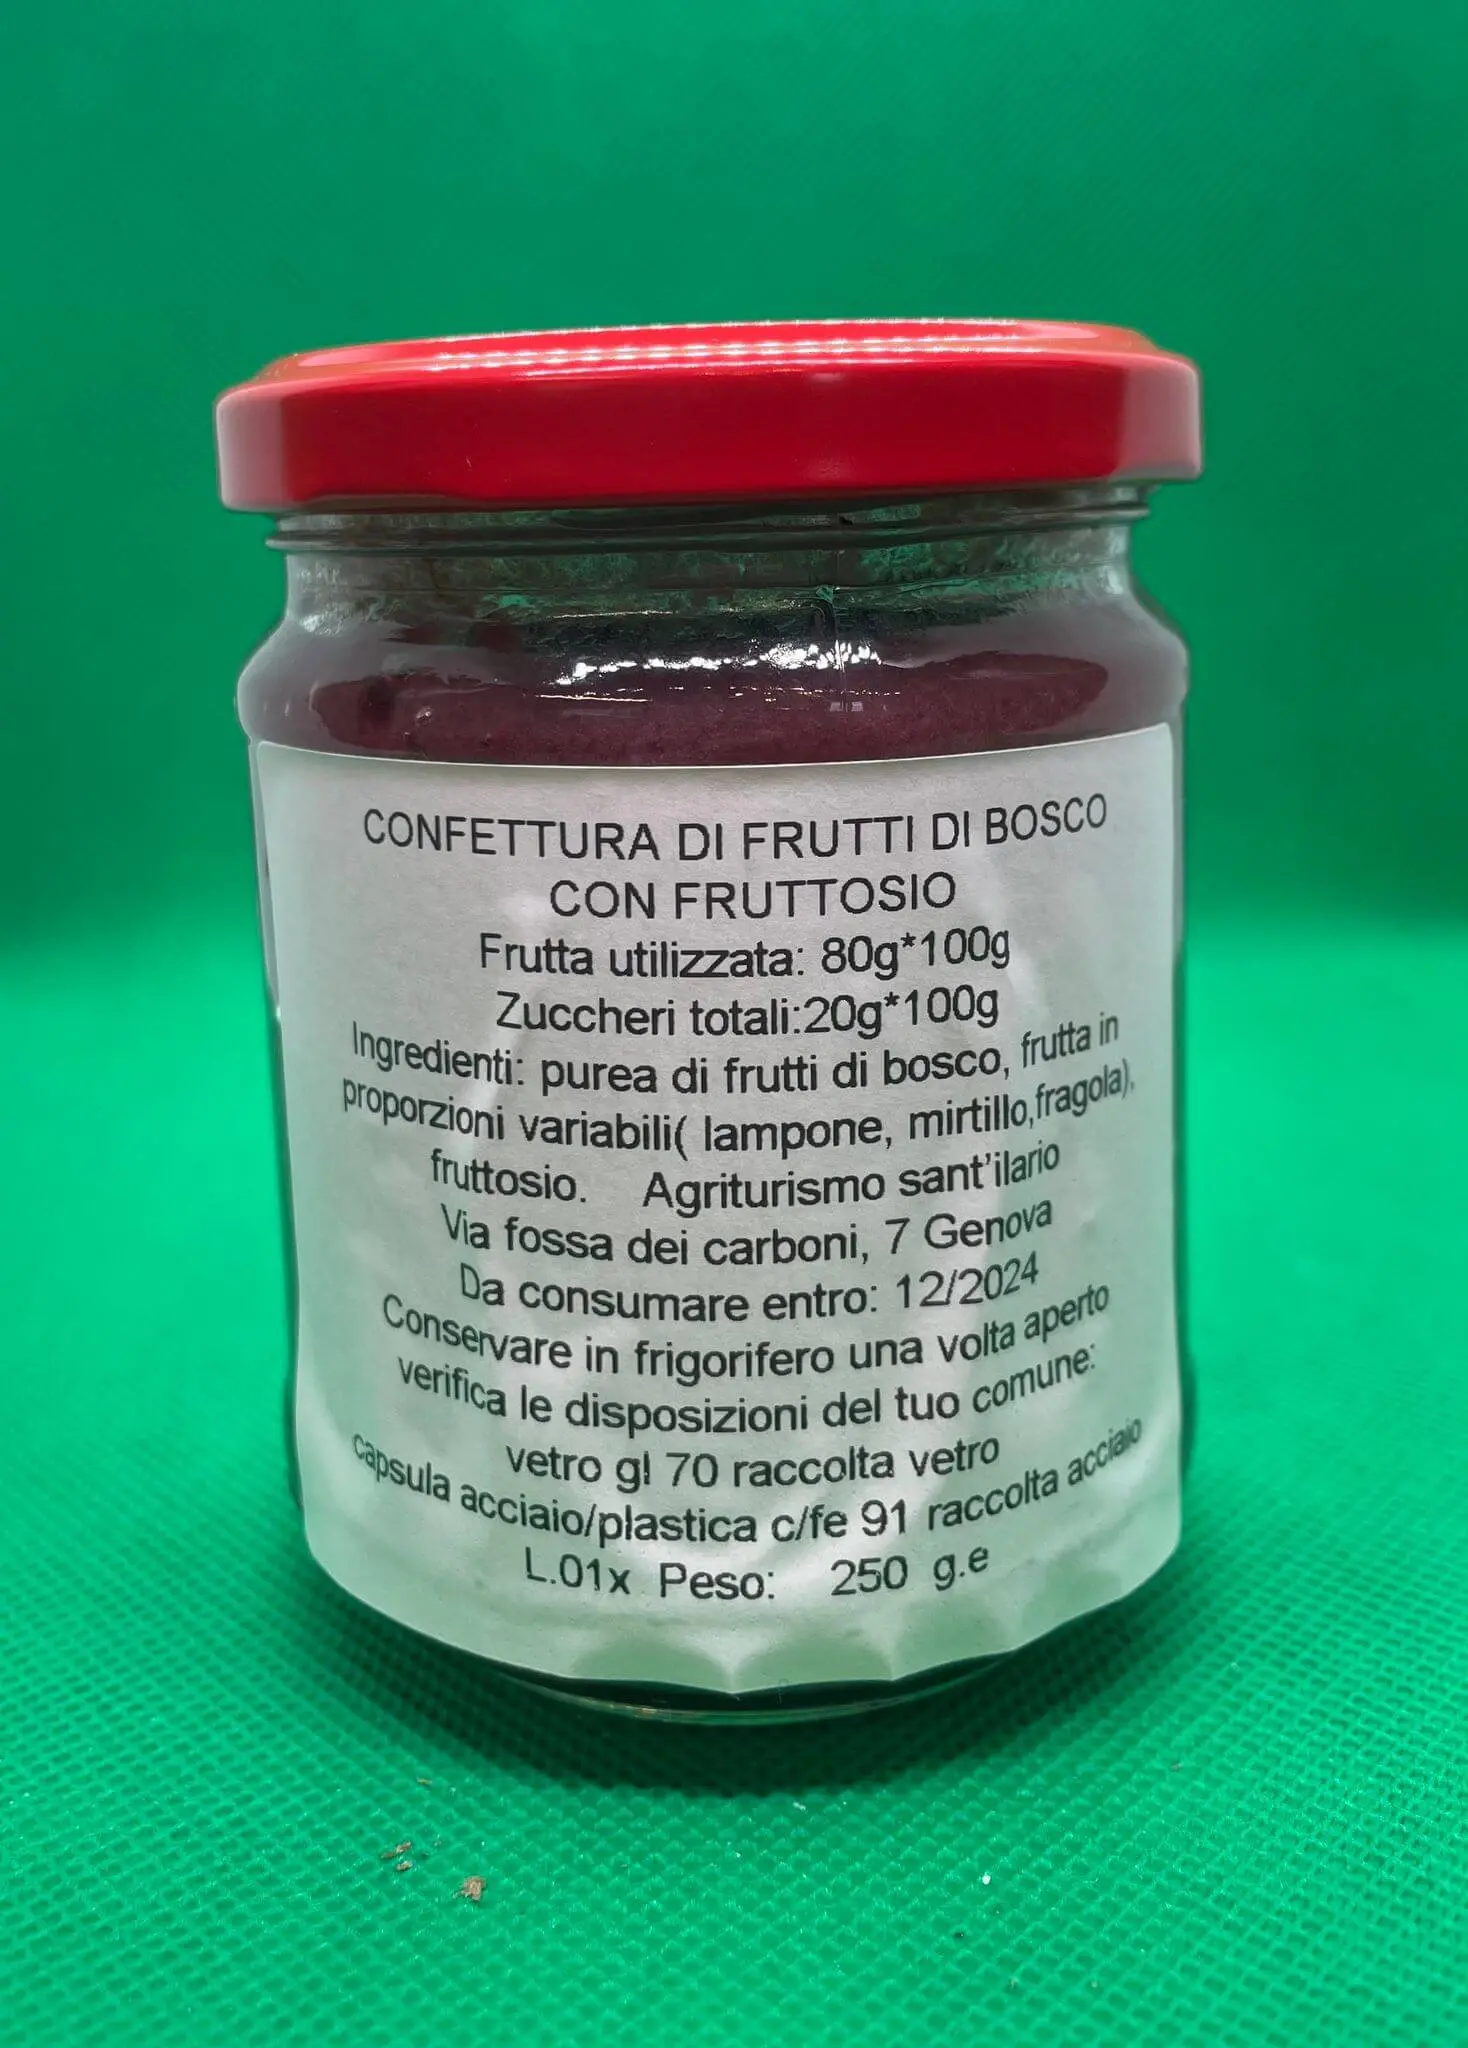 CONFETTURA DI FRUTTI DI BOSCO
CON FRUTTOSIO
Frutta utilizzata: 80g*100g
Zuccheri totali:20g*100g
Ingredienti: purea di frutti di bosco, frutta in
proporzioni variabili( lampone, mirtillo,fragola),
fruttosio. Agriturismo sant'ilario
Via fossa dei carboni, 7 Genova
Da consumare entro: 12/2024
Conservare in frigorifero una volta aperto
verifica le disposizioni del tuo comune:
vetro gl 70 raccolta vetro
capsula acciaio/plastica c/fe 91 raccolta acciaio
L.01x Peso: 250 g.e